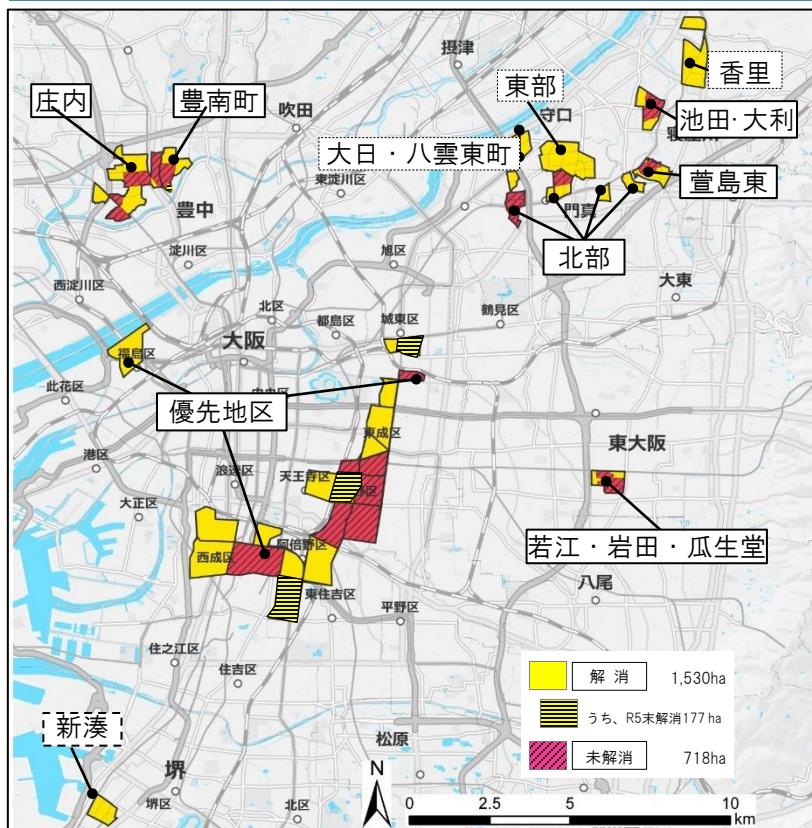 摂津
香里
庄内
豊南町
吹田
東部
守口
池田・大利
寝屋川
大日・八雲東町
東淀川区
萱島東
豊中
門真
北部
淀川区
旭区
西淀川区
北区
大東
都島区
城東区
鶴見区
大阪
福島区
此花区
優先地区
東成区
東大阪
港区
浪速区
天王寺区
大正区
若江・岩田・瓜生堂
阿倍野区
西成区
八尾
東住吉区
平野区
住之江区
住吉区
解 消 1,530ha
うち、R5末解消177 ha
未解消 718ha
新湊
松原
堺
堺区
北区
N
0 2.5 5 10
km